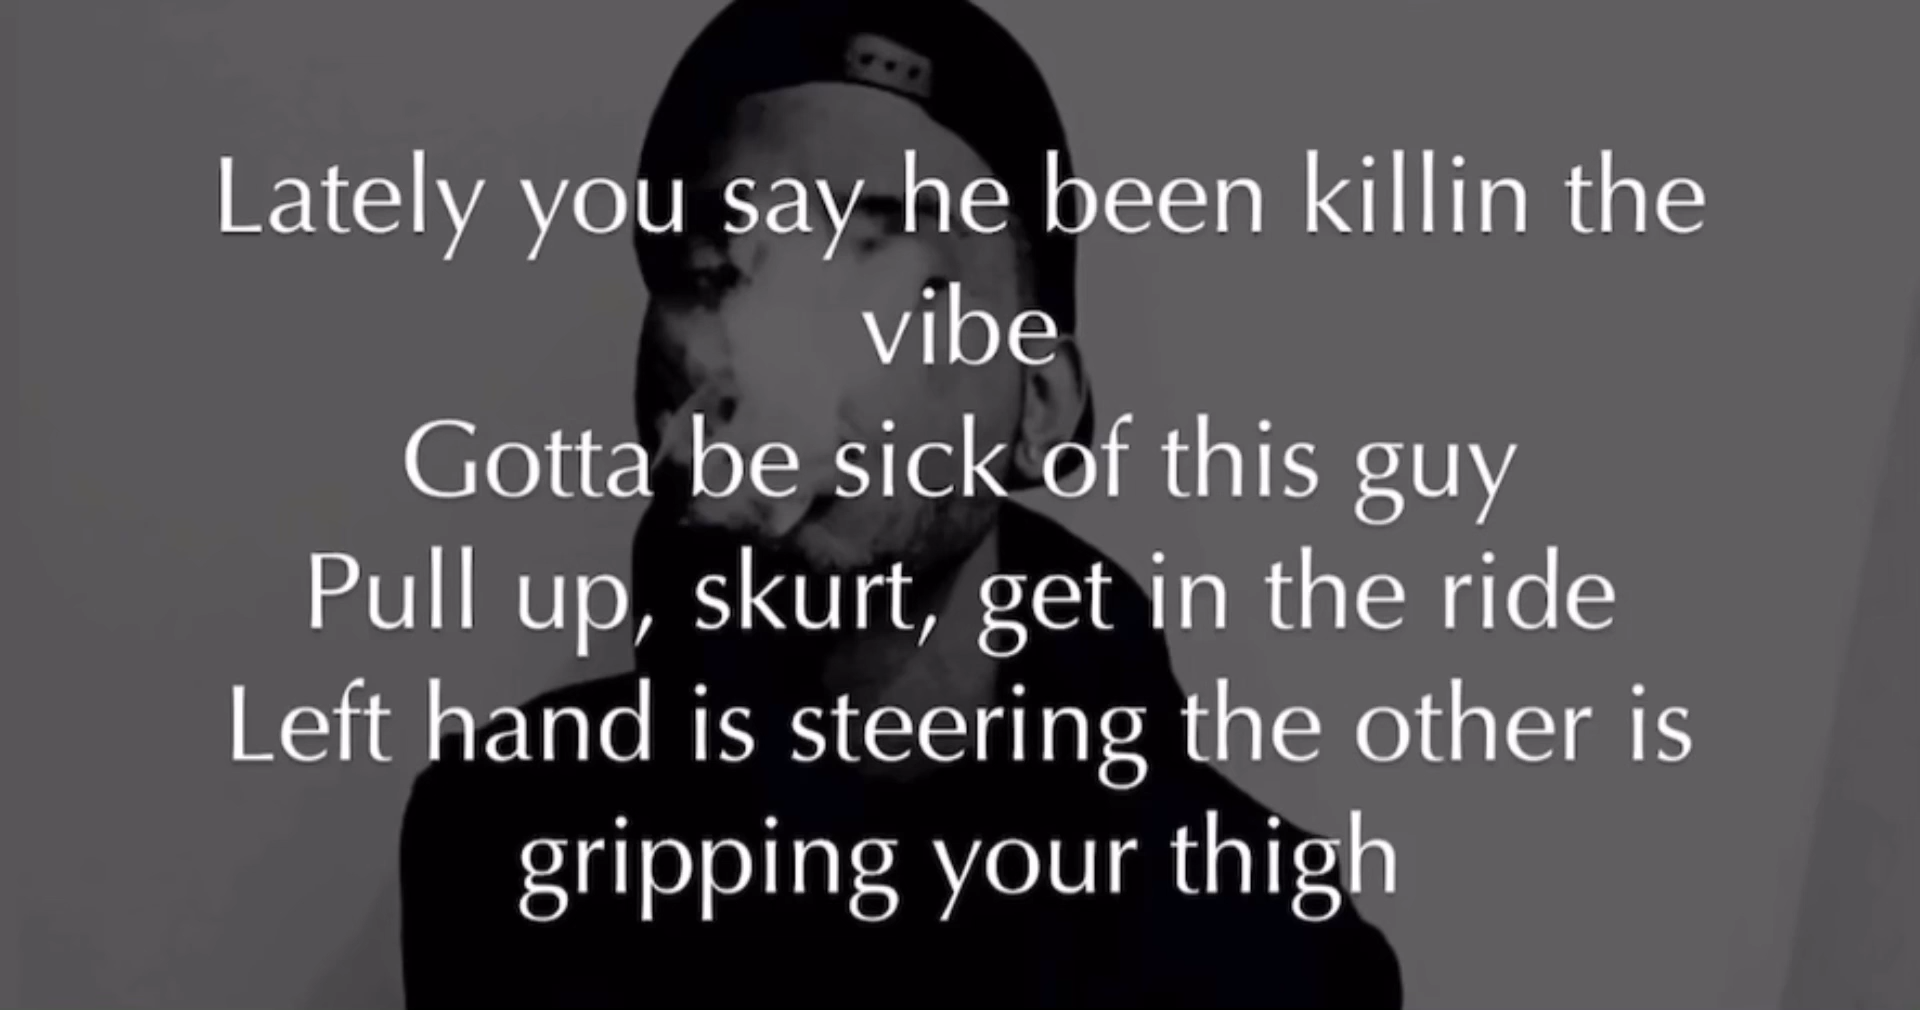 Lately you say he been killin the
vibe
Gotta be sick of this guy
Pull up, skurt, get in the ride
Left hand is steering the other is
gripping your thigh